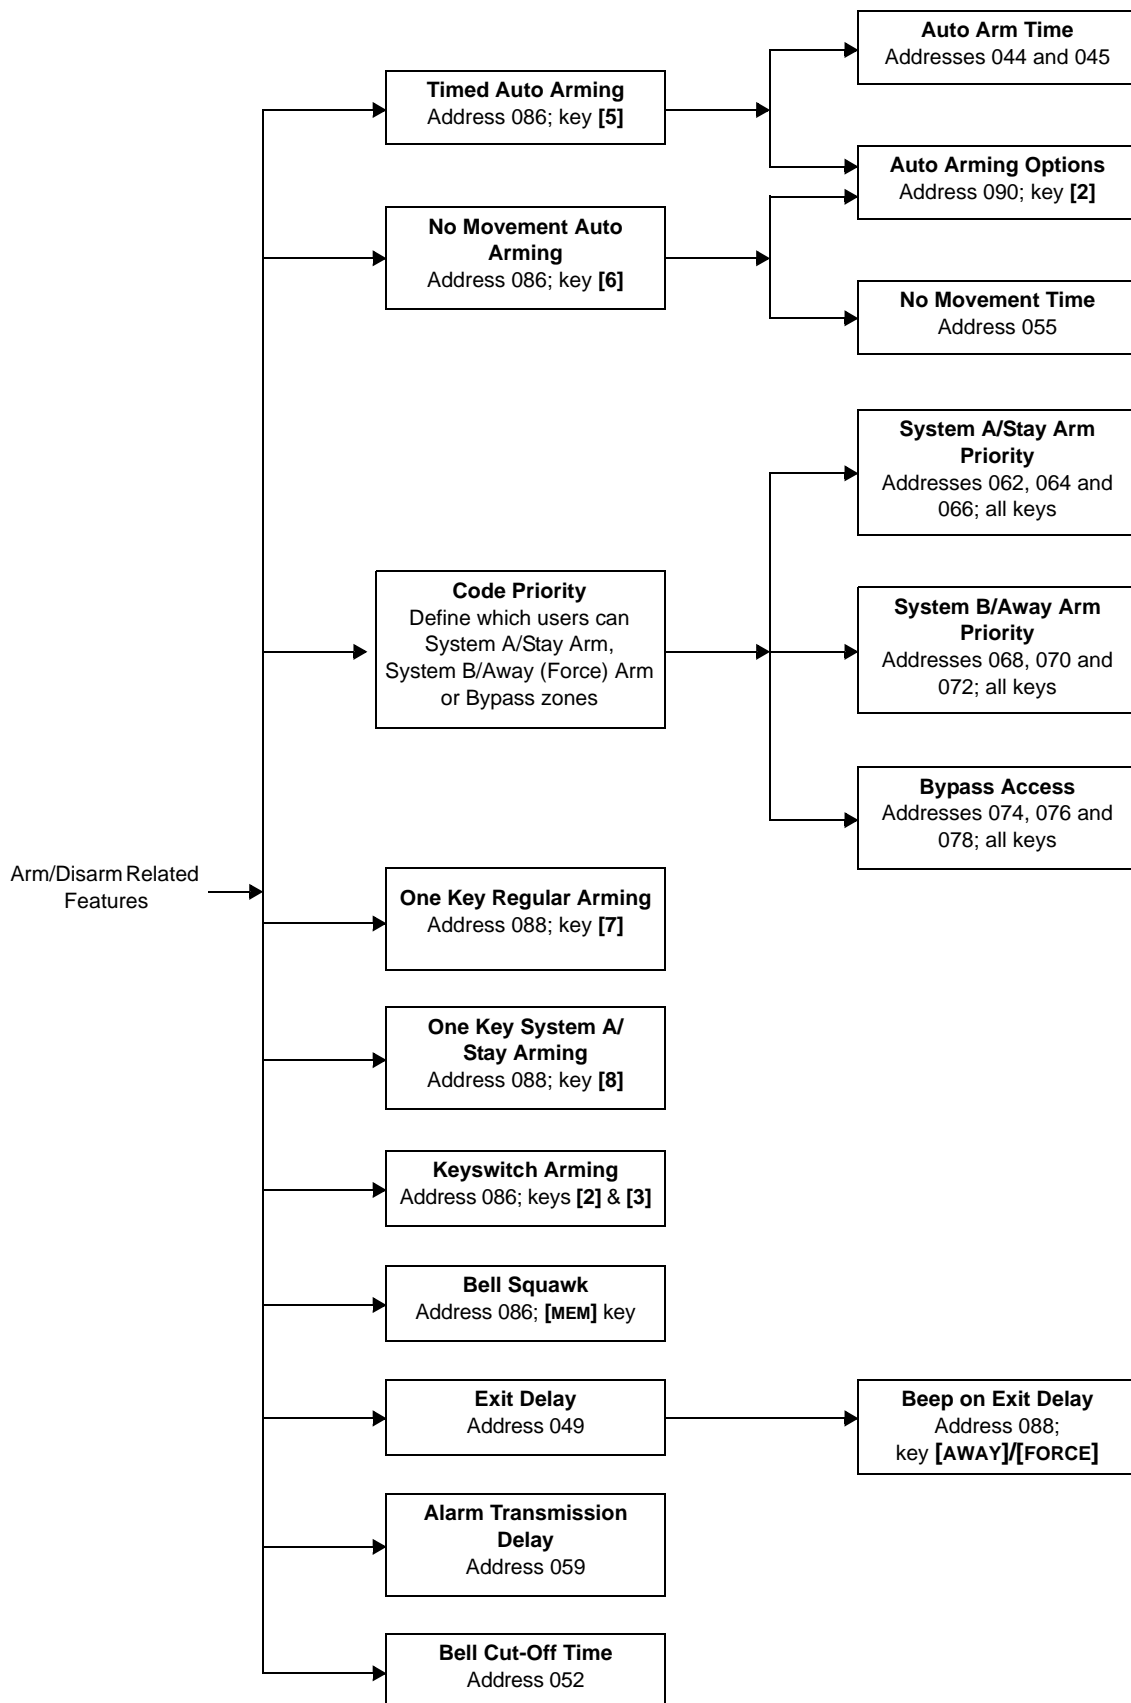 Auto Arm Time
Addresses 044 and 045
Timed Auto Arming
Address 086; key [5]
Auto Arming Options
Address 090; key [2]
No Movement Auto
Arming
Address 086; key [6]
No Movement Time
Address 055
System A/Stay Arm
Priority
Addresses 062, 064 and
066; all keys
Code Priority
Define which users can
System A/Stay Arm,
System B/Away (Force) Arm
or Bypass zones
System B/Away Arm
Priority
Addresses 068, 070 and
072; all keys
Bypass Access
Addresses 074, 076 and
078; all keys
Arm/Disarm Related
Features
One Key Regular Arming
Address 088; key [7]
One Key System A/
Stay Arming
Address 088; key [8]
Keyswitch Arming
Address 086; keys [2] & [3]
Bell Squawk
Address 086; [MEM] key
Exit Delay
Address 049
Beep on Exit Delay
Address 088;
key [AWAY]/[FORCE]
Alarm Transmission
Delay
Address 059
Bell Cut-Off Time
Address 052